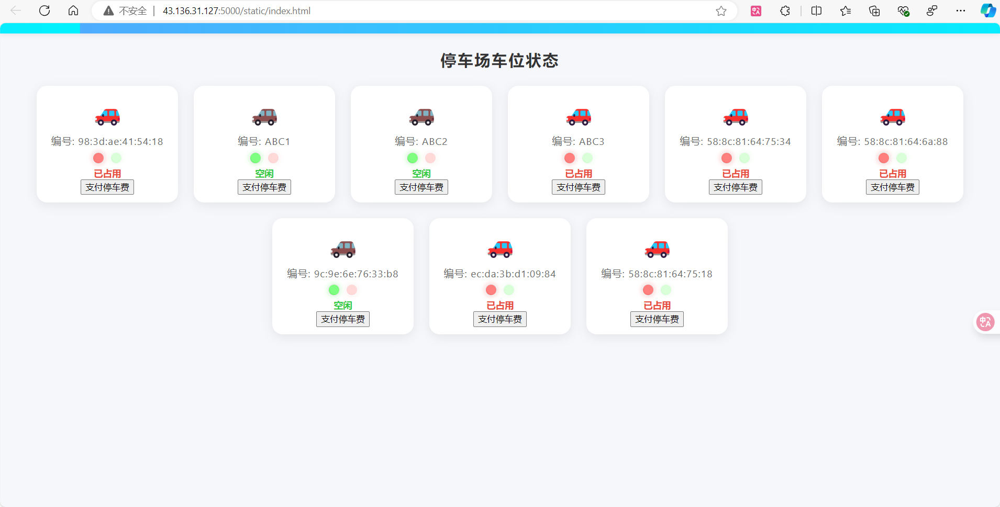 不安全 | 43.136.31.127:5000/static/index.html
停车场车位状态
编号: 98:3d:ae:41:54:18
已占用
支付停车费
编号: ABC1
空闲
支付停车费
编号: ABC2
空闲
支付停车费
编号: ABC3
已占用
支付停车费
编号: 58:8c:81:64:75:34
已占用
支付停车费
编号: 58:8c:81:64:6a:88
已占用
支付停车费
编号: 9c:9e:6e:76:33:b8
空闲
支付停车费
编号: ec:da:3b:d1:09:84
已占用
支付停车费
编号: 58:8c:81:64:75:18
已占用
支付停车费